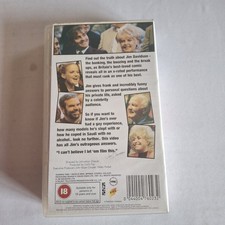 Find out the truth about Jim Davidson -
the bonking, the boozing and the break
ups, as Britain's best-loved comic
reveals all in an x-rated performance
that must rank as one of his best.
Jim gives frank and incredibly funny
answers to personal questions about
his private life, asked by
a celebrity audience.
So if you want
to know if Jim's ever
had a gay experience,
how many models he's slept with or
how he coped in Saudi with no
alcohol, look no further, this video
has all Jim's outrageous answers.
"I can't believe I let 'em film this."
18